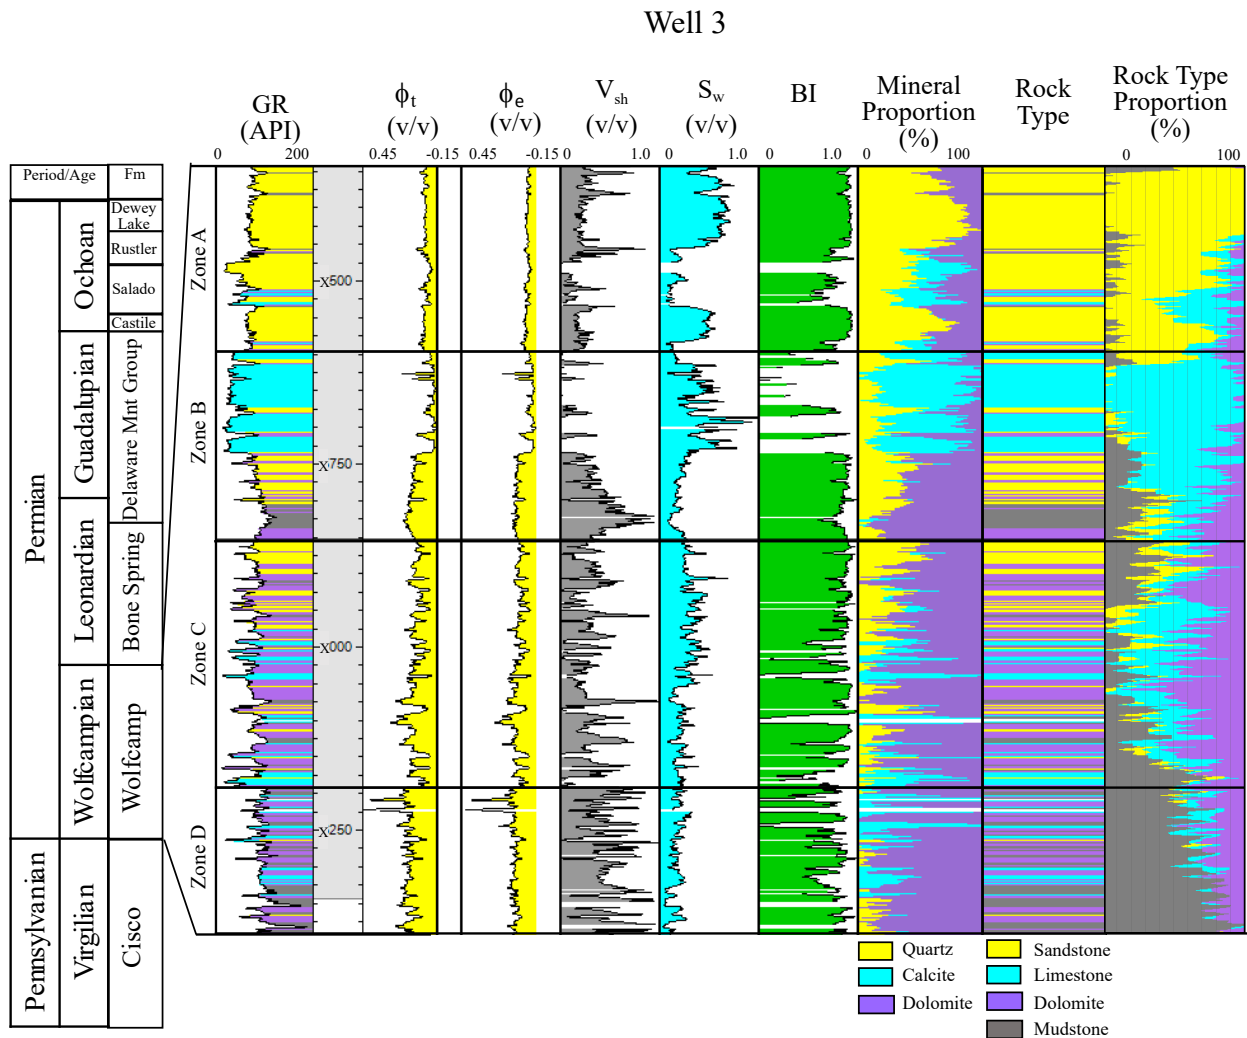 Well 3
GR
(API)
0 200
ϕt
(v/v)
0.45 -0.15
ϕe
(v/v)
0.45 -0.15
Vsh
(v/v)
0 1.0
Sw
(v/v)
0 1.0
BI
0 1.0
Mineral
Proportion
(%)
0 100
Rock
Type
Rock Type
Proportion
(%)
0 100
Period/Age
Fm
Permian
Pennsylvanian
Ochoan
Guadalupian
Leonardian
Wolfcampian
Virgilian
Dewey
Lake
Rustler
Salado
Castile
Delaware Mnt Group
Bone Spring
Wolfcamp
Cisco
Zone A
Zone B
Zone C
Zone D
X500
X750
X000
X250
Quartz
Calcite
Dolomite
Sandstone
Limestone
Dolomite
Mudstone